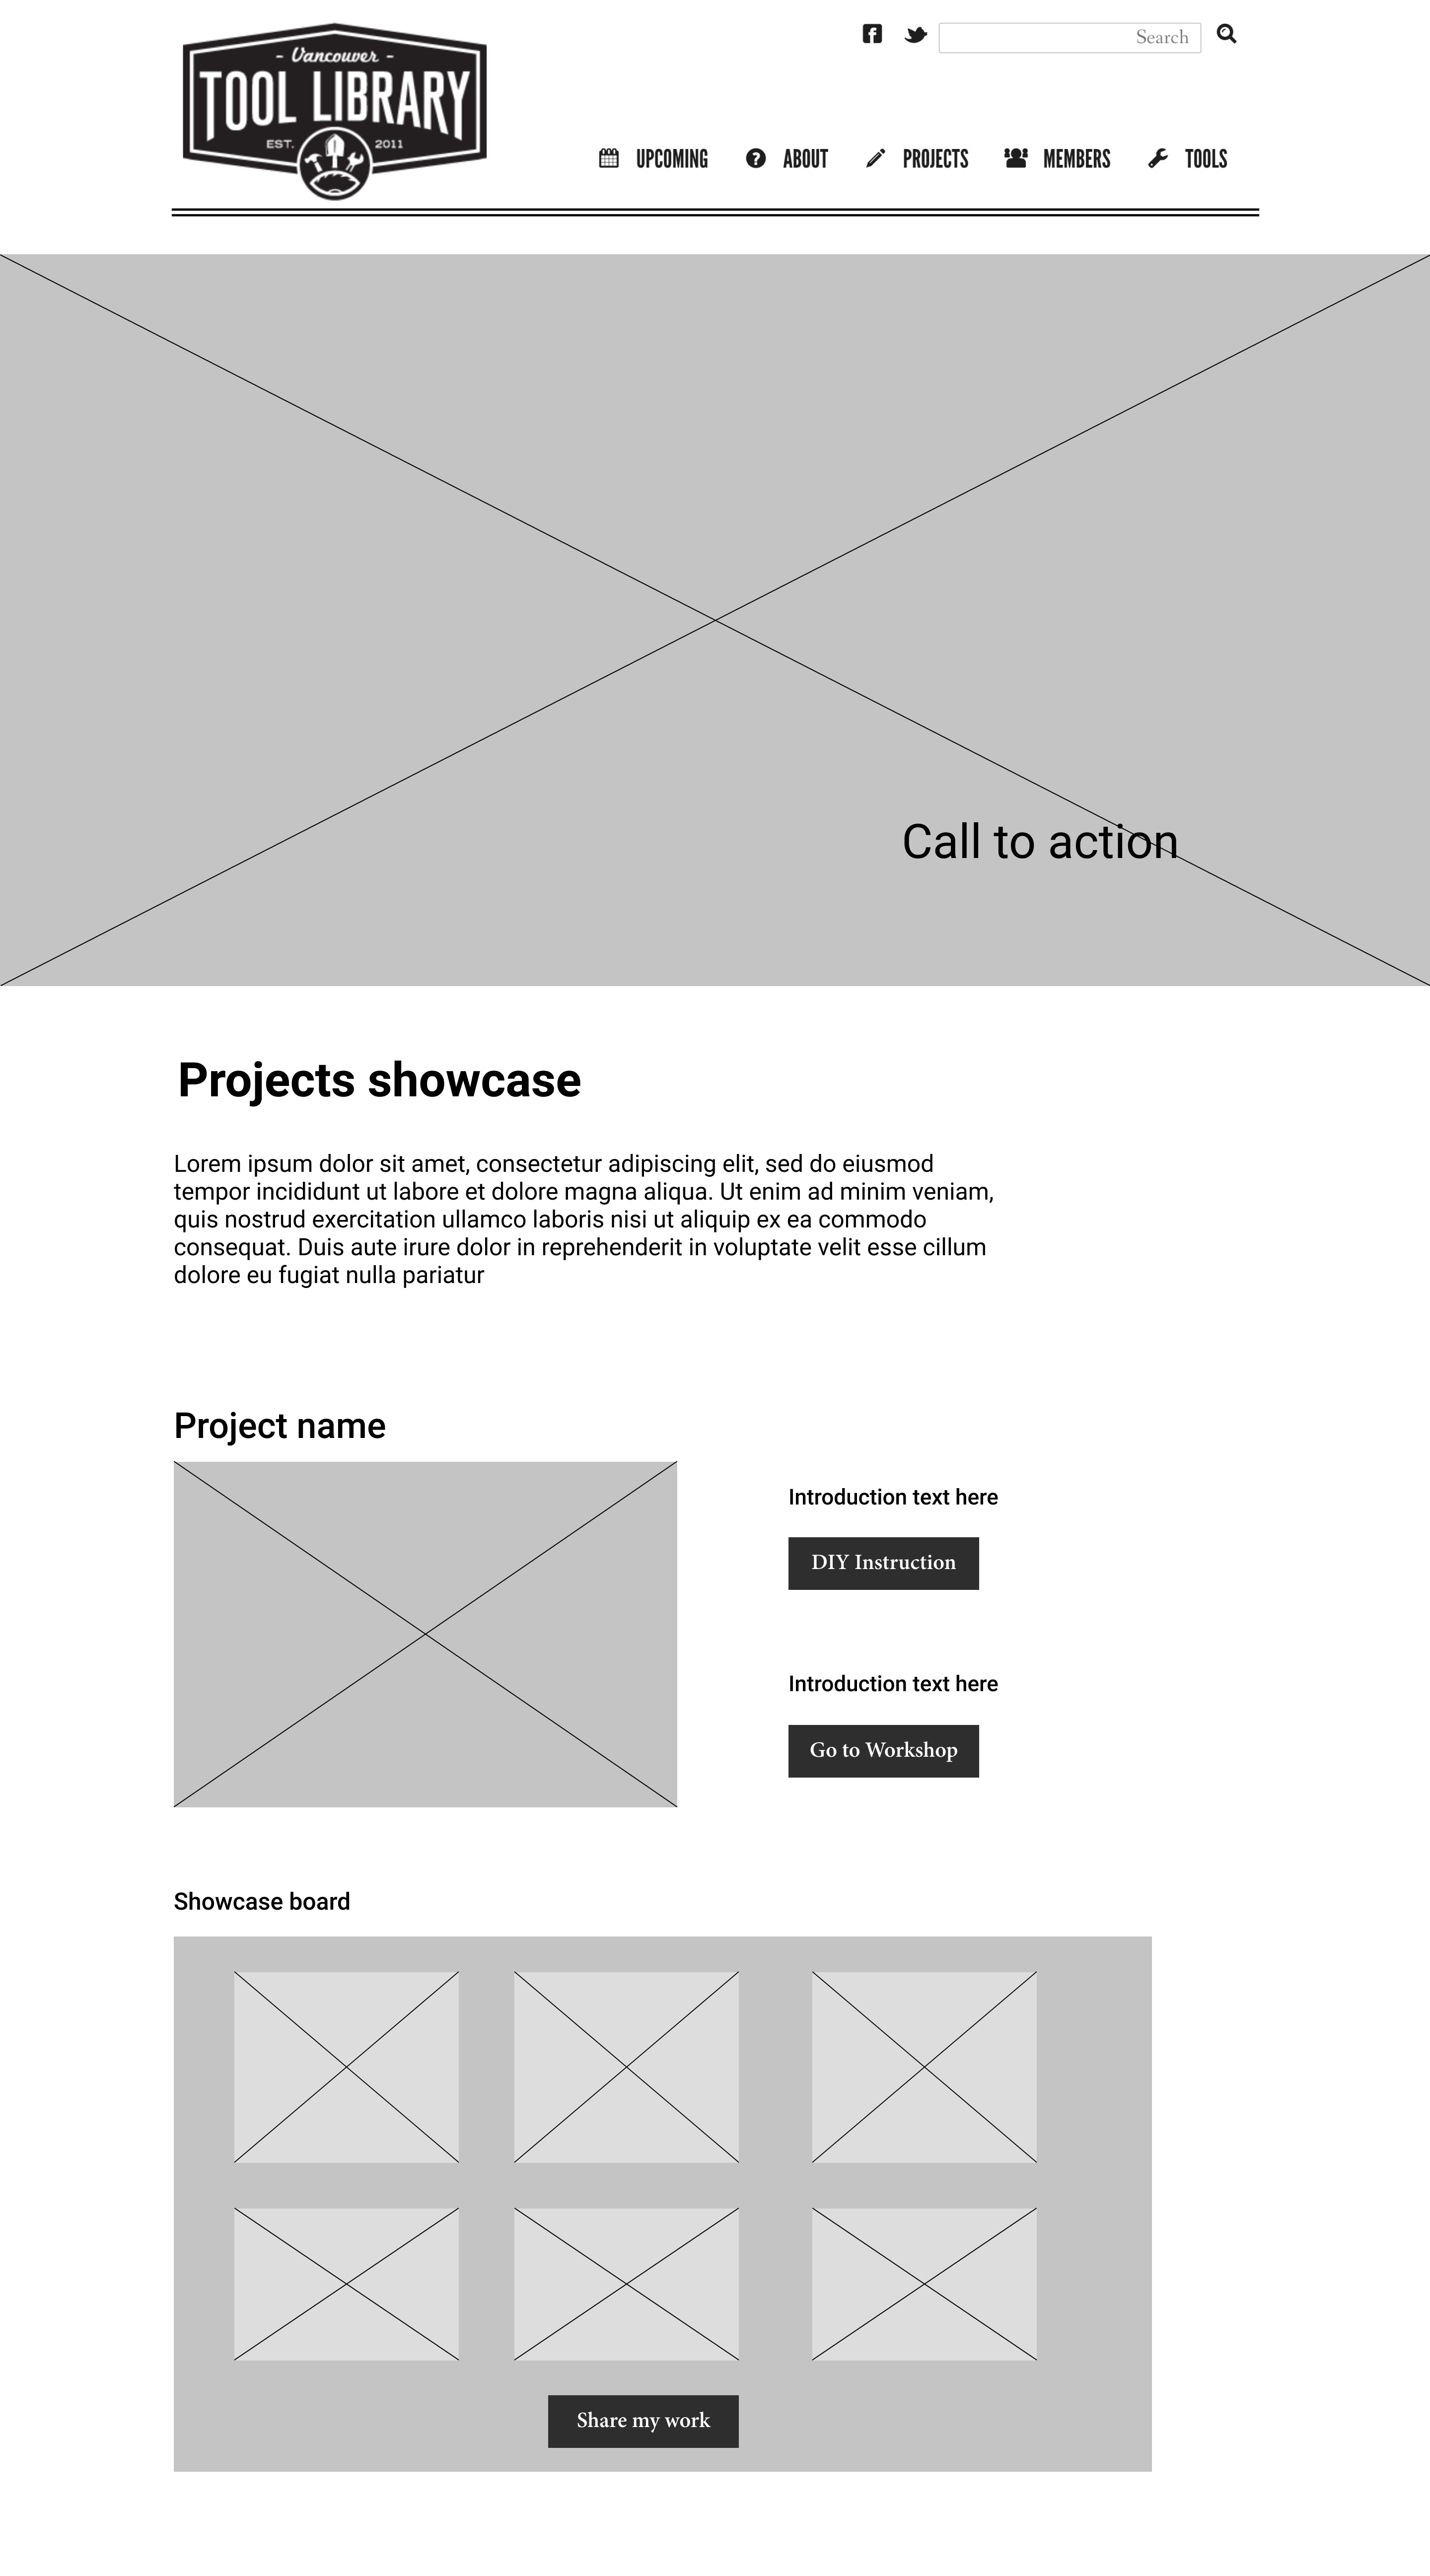 - Vancouver -
TOOL LIBRARY
EST. 2011
Search
UPCOMING ABOUT PROJECTS MEMBERS TOOLS
Call to action
Projects showcase
Lorem ipsum dolor sit amet, consectetur adipiscing elit, sed do eiusmod
tempor incididunt ut labore et dolore magna aliqua. Ut enim ad minim veniam,
quis nostrud exercitation ullamco laboris nisi ut aliquip ex ea commodo
consequat. Duis aute irure dolor in reprehenderit in voluptate velit esse cillum
dolore eu fugiat nulla pariatur
Project name
Introduction text here
DIY Instruction
Introduction text here
Go to Workshop
Showcase board
Share my work